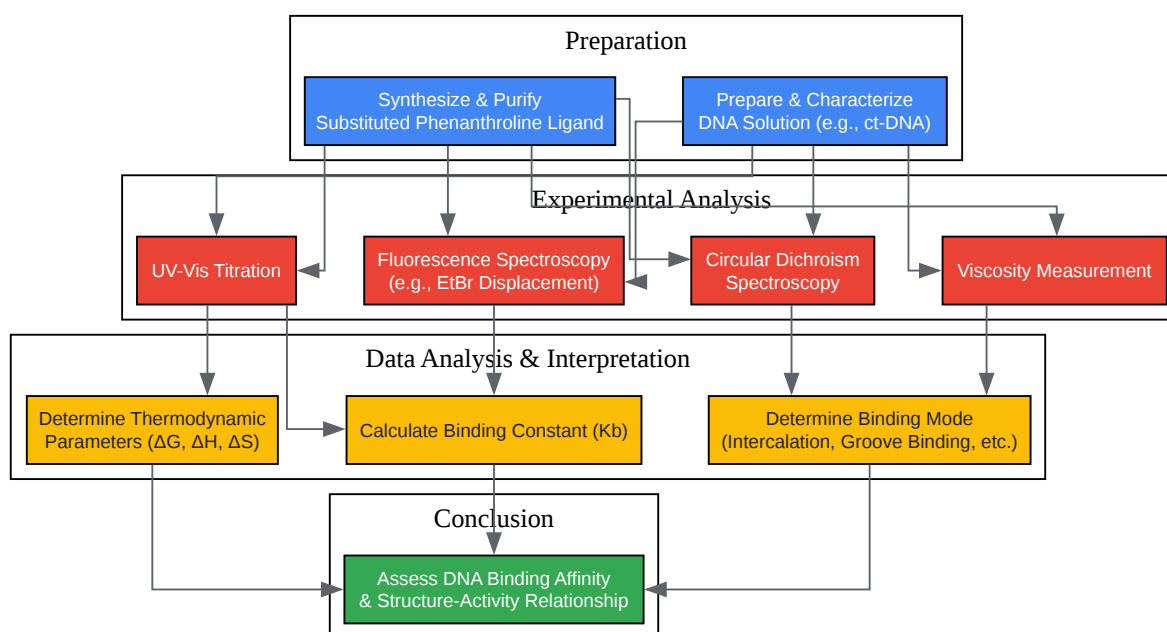 Preparation
Synthesize & Purify
Substituted Phenanthroline Ligand
Prepare & Characterize
DNA Solution (e.g., ct-DNA)
Experimental Analysis
UV-Vis Titration
Fluorescence Spectroscopy
(e.g., EtBr Displacement)
Circular Dichroism
Spectroscopy
Viscosity Measurement
Data Analysis & Interpretation
Determine Thermodynamic
Parameters (ΔG, ΔH, ΔS)
Calculate Binding Constant (Kb)
Determine Binding Mode
(Intercalation, Groove Binding, etc.)
Conclusion
Assess DNA Binding Affinity
& Structure-Activity Relationship